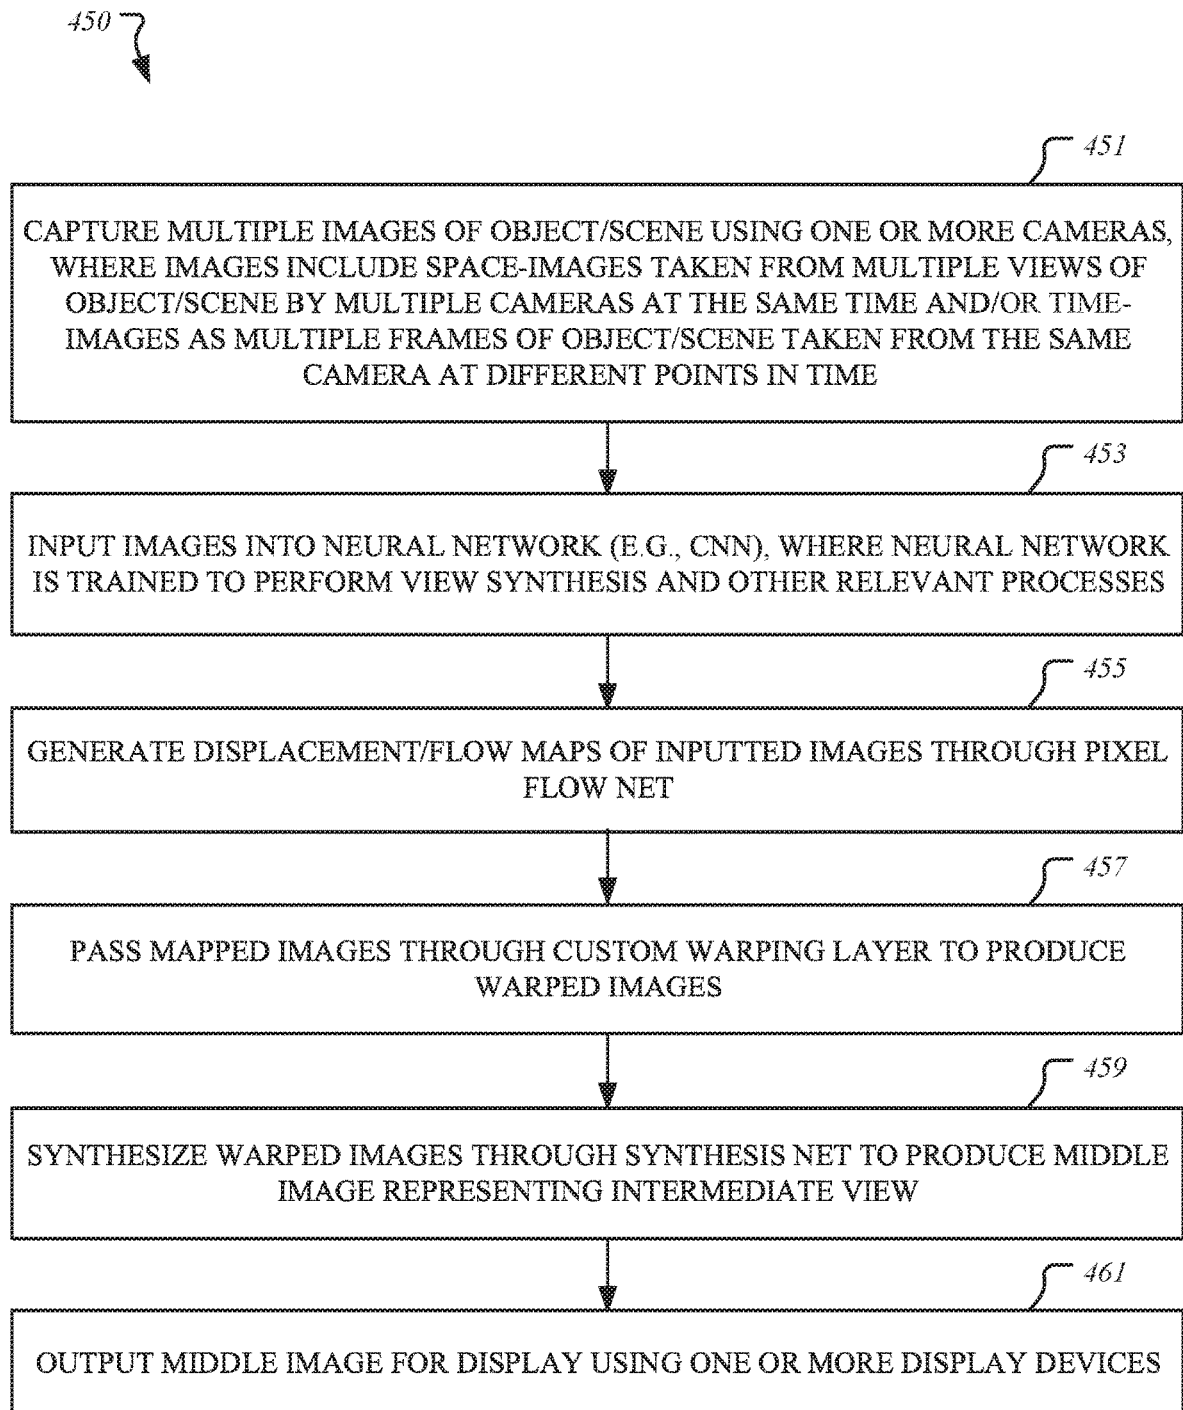 450
451
CAPTURE MULTIPLE IMAGES OF OBJECT/SCENE USING ONE OR MORE CAMERAS,
WHERE IMAGES INCLUDE SPACE-IMAGES TAKEN FROM MULTIPLE VIEWS OF
OBJECT/SCENE BY MULTIPLE CAMERAS AT THE SAME TIME AND/OR TIME-
IMAGES AS MULTIPLE FRAMES OF OBJECT/SCENE TAKEN FROM THE SAME
CAMERA AT DIFFERENT POINTS IN TIME
453
INPUT IMAGES INTO NEURAL NETWORK (E.G., CNN), WHERE NEURAL NETWORK
IS TRAINED TO PERFORM VIEW SYNTHESIS AND OTHER RELEVANT PROCESSES
455
GENERATE DISPLACEMENT/FLOW MAPS OF INPUTTED IMAGES THROUGH PIXEL
FLOW NET
457
PASS MAPPED IMAGES THROUGH CUSTOM WARPING LAYER TO PRODUCE
WARPED IMAGES
459
SYNTHESIZE WARPED IMAGES THROUGH SYNTHESIS NET TO PRODUCE MIDDLE
IMAGE REPRESENTING INTERMEDIATE VIEW
461
OUTPUT MIDDLE IMAGE FOR DISPLAY USING ONE OR MORE DISPLAY DEVICES